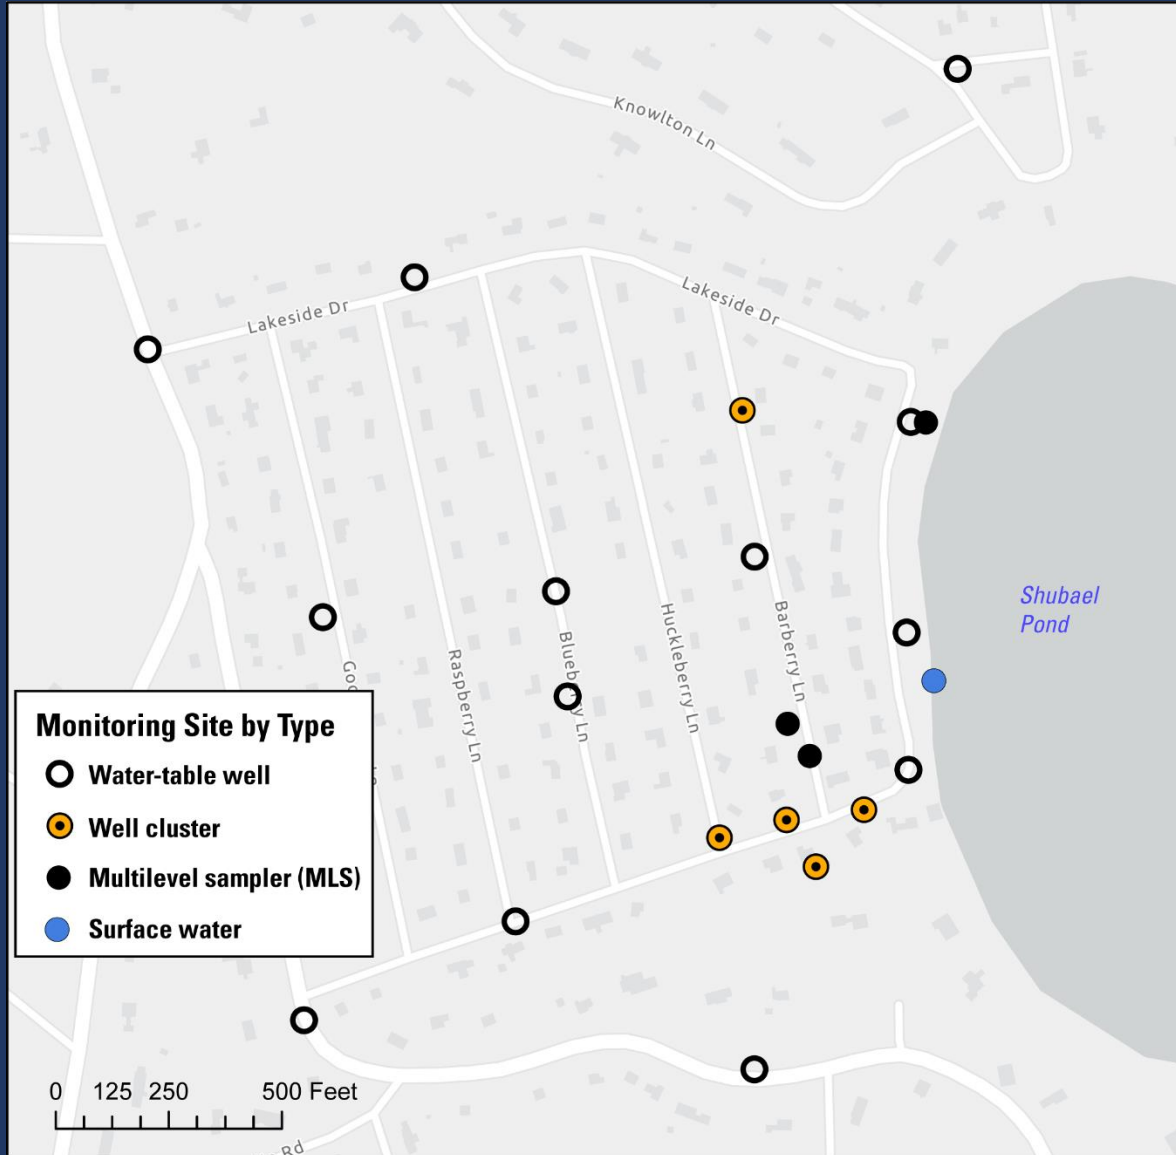 Knowlton Ln
Lakeside Dr
Lakeside Dr
Shubael
Pond
Huckleberry Ln
Barberry Ln
Raspberry Ln
Monitoring Site by Type
Water-table well
Well cluster
Multilevel sampler (MLS)
Surface water
0 125 250 500 Feet
Rd